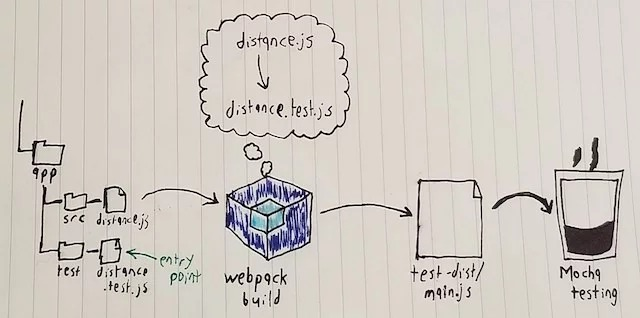 distance.js
distance.test.js
app
src
distance.js
test
distance
.test.js
entry
point
webpack
build
test-dist/
main.js
Mocha
testing